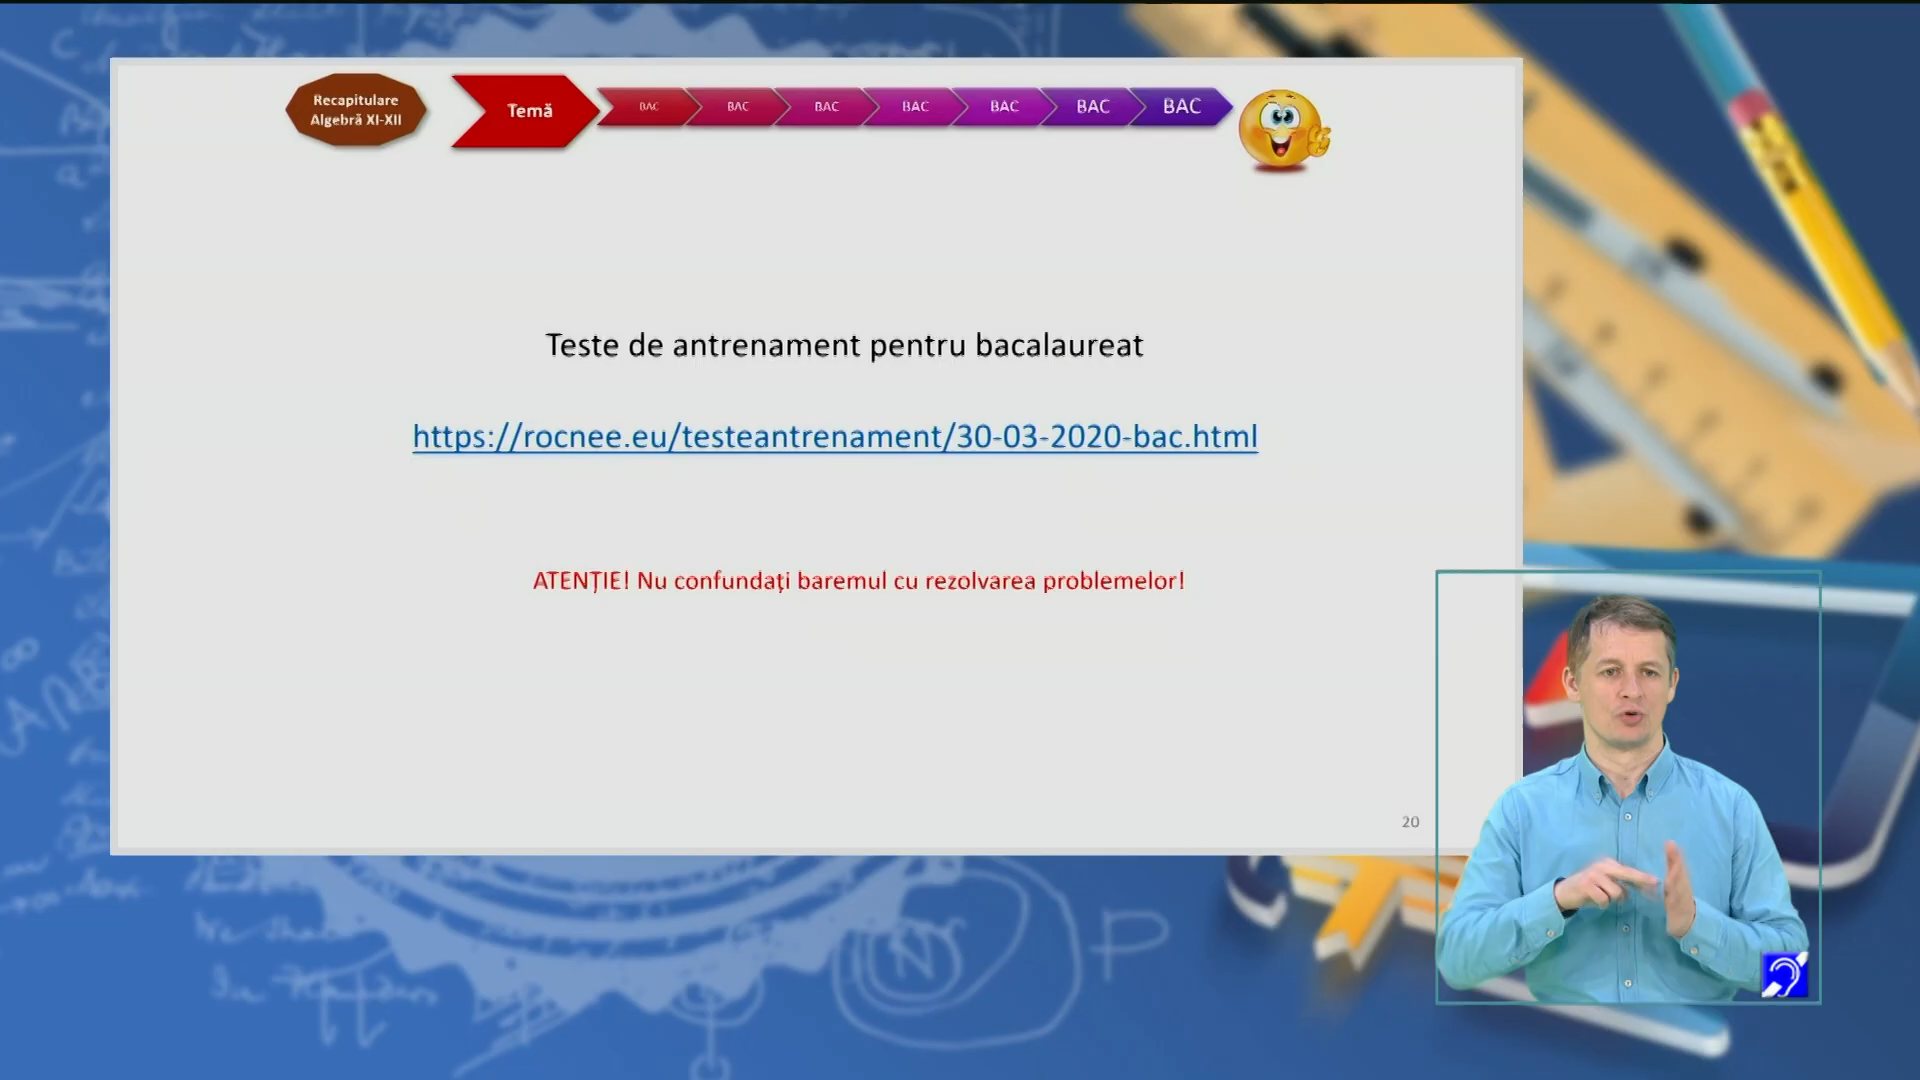 Recapitulare
Algebră XI-XII
Temă
BAC
BAC
BAC
BAC
BAC
BAC
BAC
Teste de antrenament pentru bacalaureat
https://rocnee.eu/testeantrenament/30-03-2020-bac.html
ATENȚIE! Nu confundați baremul cu rezolvarea problemelor!
20
N
P